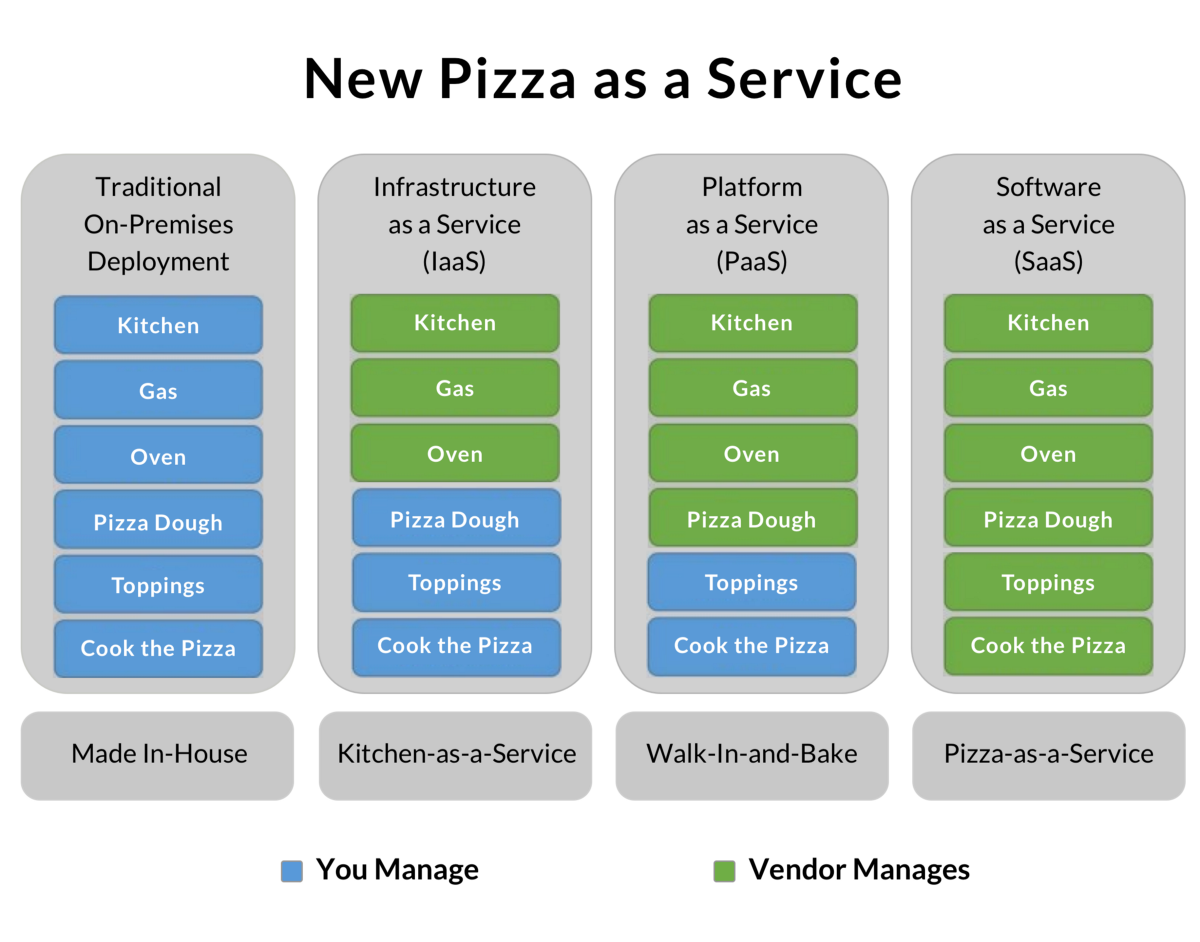 New Pizza as a Service
Traditional
On-Premises
Deployment
Kitchen
Gas
Oven
Pizza Dough
Toppings
Cook the Pizza
Made In-House
Infrastructure
as a Service
(IaaS)
Kitchen
Gas
Oven
Pizza Dough
Toppings
Cook the Pizza
Kitchen-as-a-Service
Platform
as a Service
(PaaS)
Kitchen
Gas
Oven
Pizza Dough
Toppings
Cook the Pizza
Walk-In-and-Bake
Software
as a Service
(SaaS)
Kitchen
Gas
Oven
Pizza Dough
Toppings
Cook the Pizza
Pizza-as-a-Service
You Manage
Vendor Manages